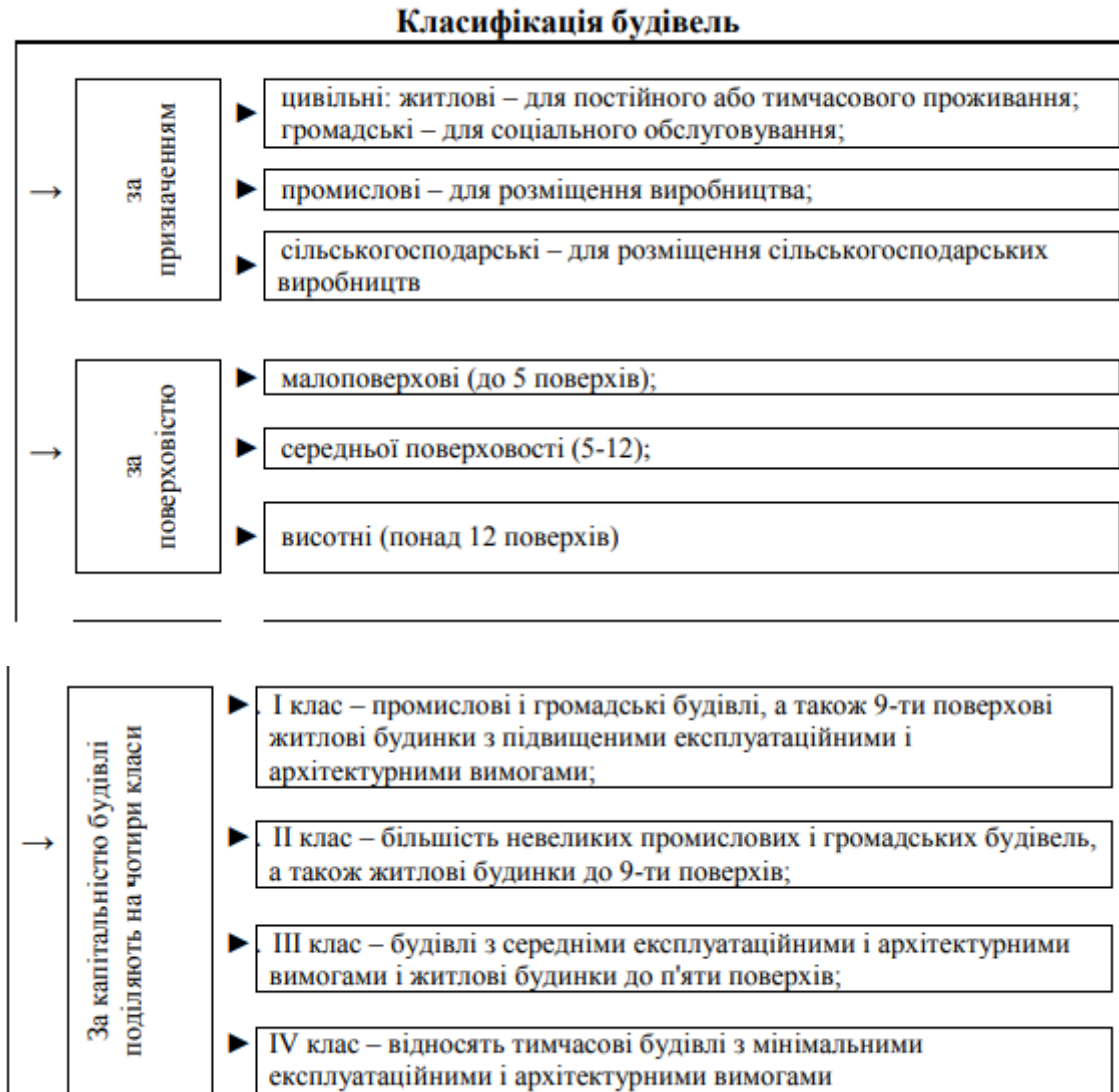 Класифікація будівель
за
призначенням
цивільні: житлові – для постійного або тимчасового проживання;
громадські – для соціального обслуговування;
промислові – для розміщення виробництва;
сільськогосподарські – для розміщення сільськогосподарських
виробництв
за
поверховістю
малоповерхові (до 5 поверхів);
середньої поверховості (5-12);
висотні (понад 12 поверхів)
За капітальністю будівлі
поділяють на чотири класи
. І клас – промислові і громадські будівлі, а також 9-ти поверхові
житлові будинки з підвищеними експлуатаційними і
архітектурними вимогами;
. ІІ клас – більшість невеликих промислових і громадських будівель,
а також житлові будинки до 9-ти поверхів;
. ІІІ клас – будівлі з середніми експлуатаційними і архітектурними
вимогами і житлові будинки до п'яти поверхів;
IV клас – відносять тимчасові будівлі з мінімальними
експлуатаційними і архітектурними вимогами